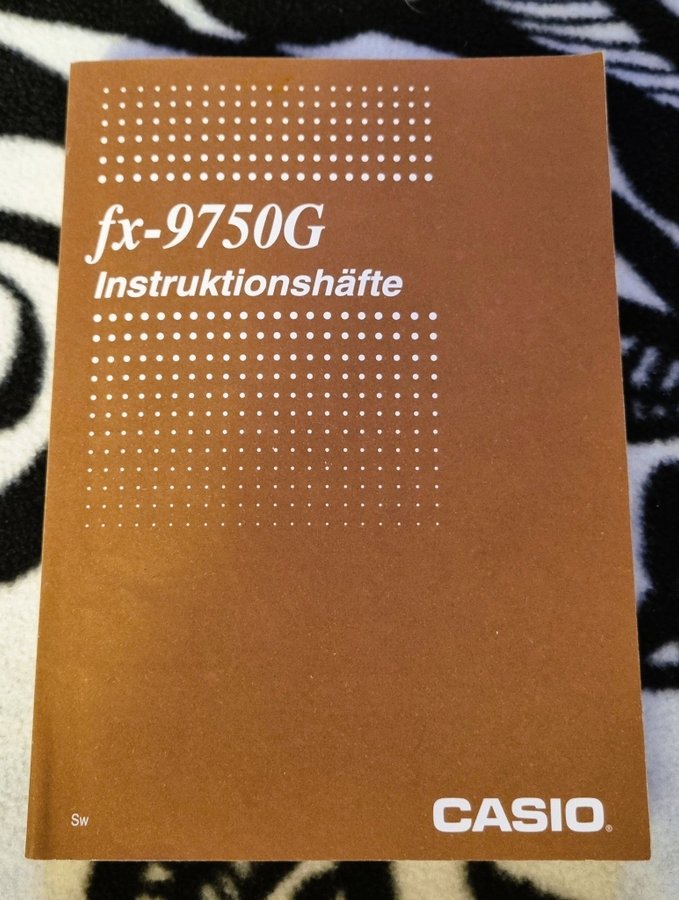 fx-9750G
Instruktionshäfte
Sw
CASIO®